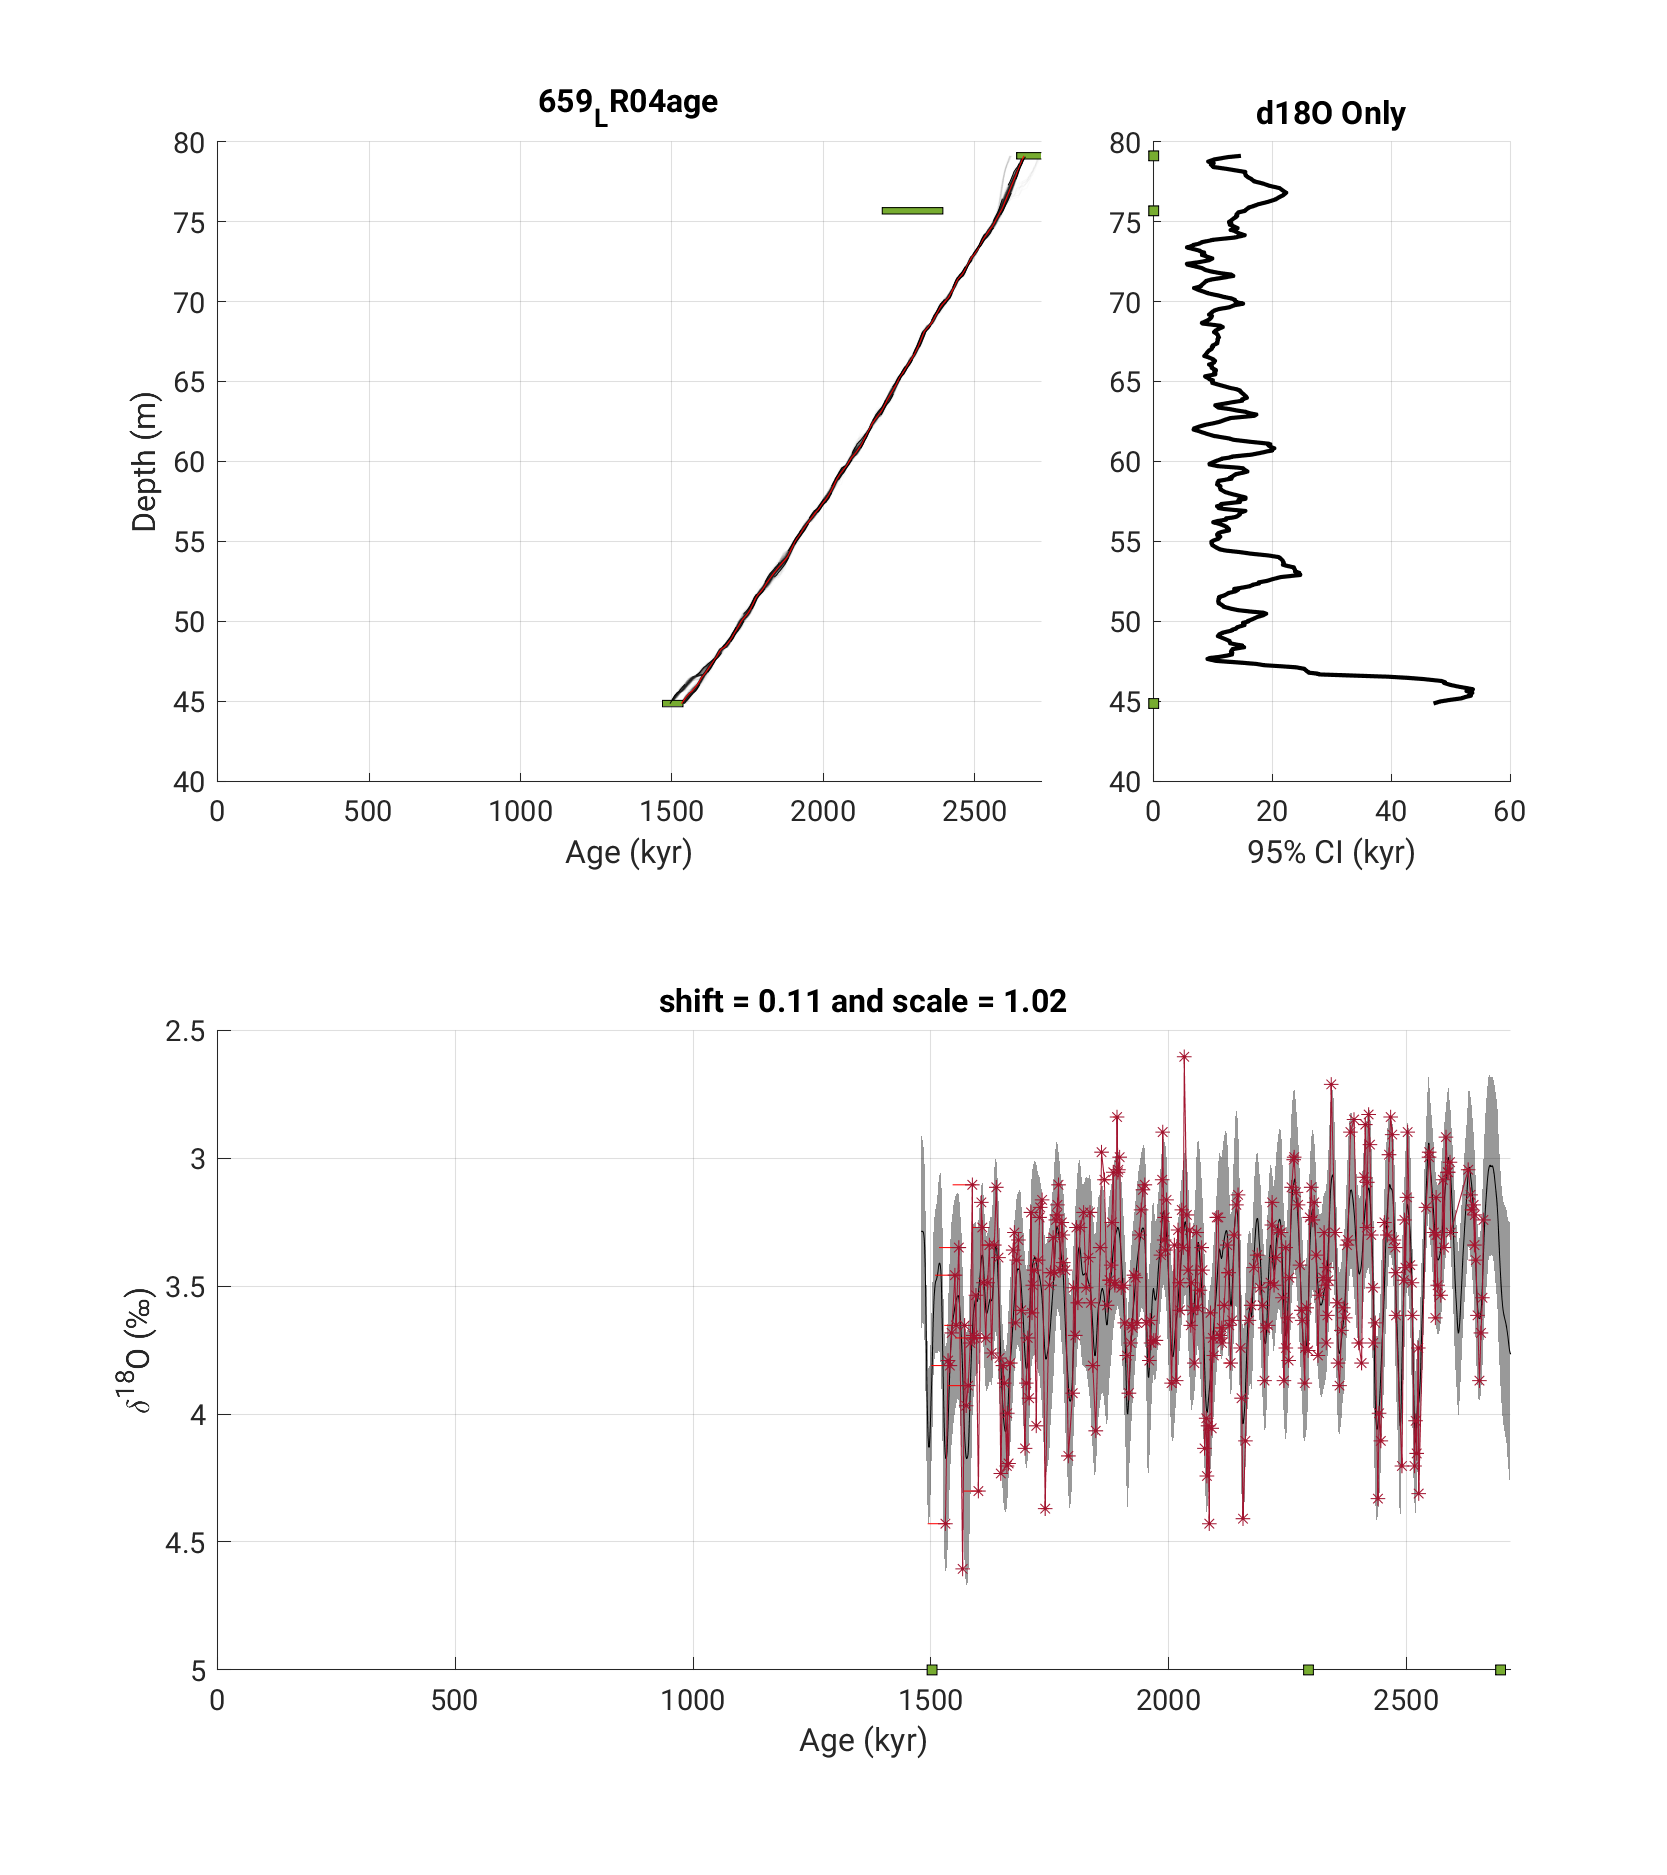 659LR04age
d18O Only
80
75
70
65
60
55
50
45
40
Depth (m)
0 500 1000 1500 2000 2500
Age (kyr)
80
75
70
65
60
55
50
45
40
0 20 40 60
95% CI (kyr)
shift = 0.11 and scale = 1.02
2.5
3
3.5
4
4.5
5
δ18O (‰)
0 500 1000 1500 2000 2500
Age (kyr)